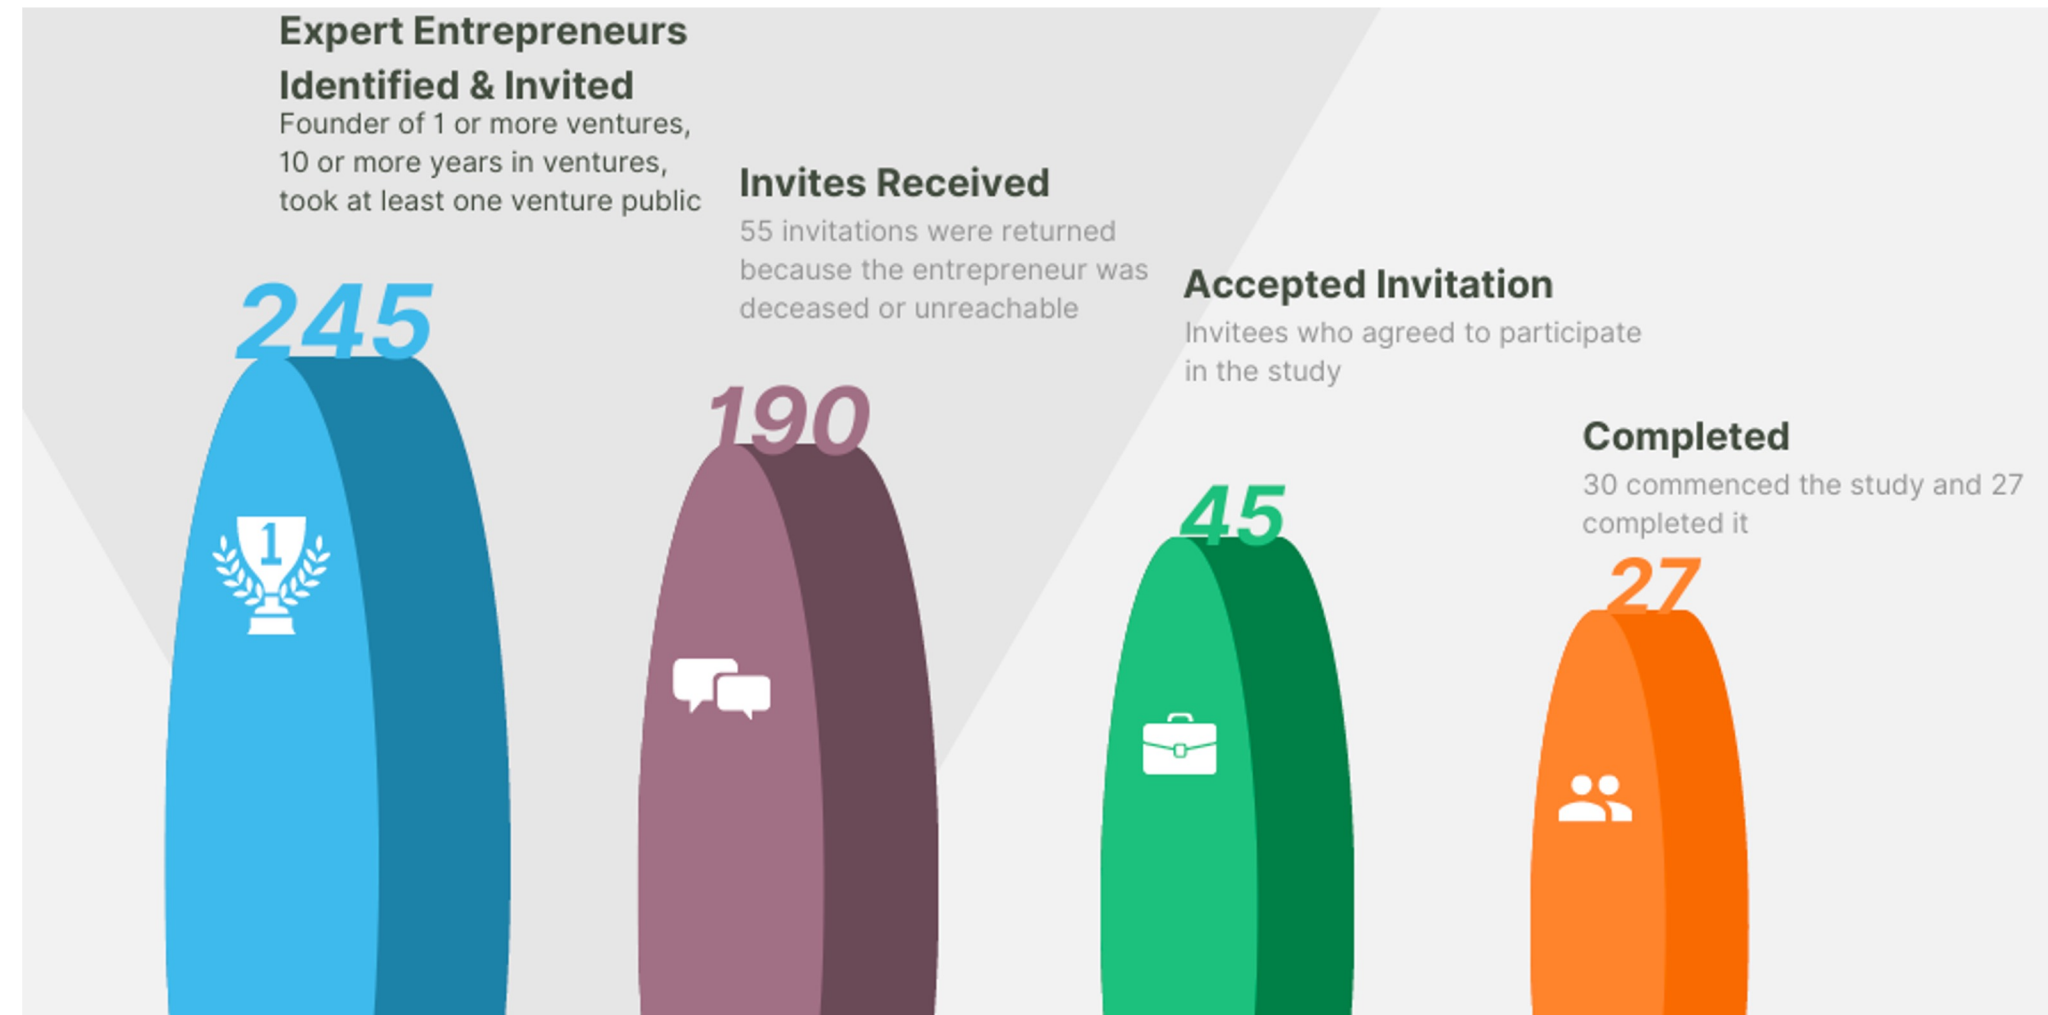 Expert Entrepreneurs
Identified & Invited
Founder of 1 or more ventures,
10 or more years in ventures,
took at least one venture public
245
1
Invites Received
55 invitations were returned
because the entrepreneur was
deceased or unreachable
190
Accepted Invitation
Invitees who agreed to participate
in the study
45
Completed
30 commenced the study and 27
completed it
27